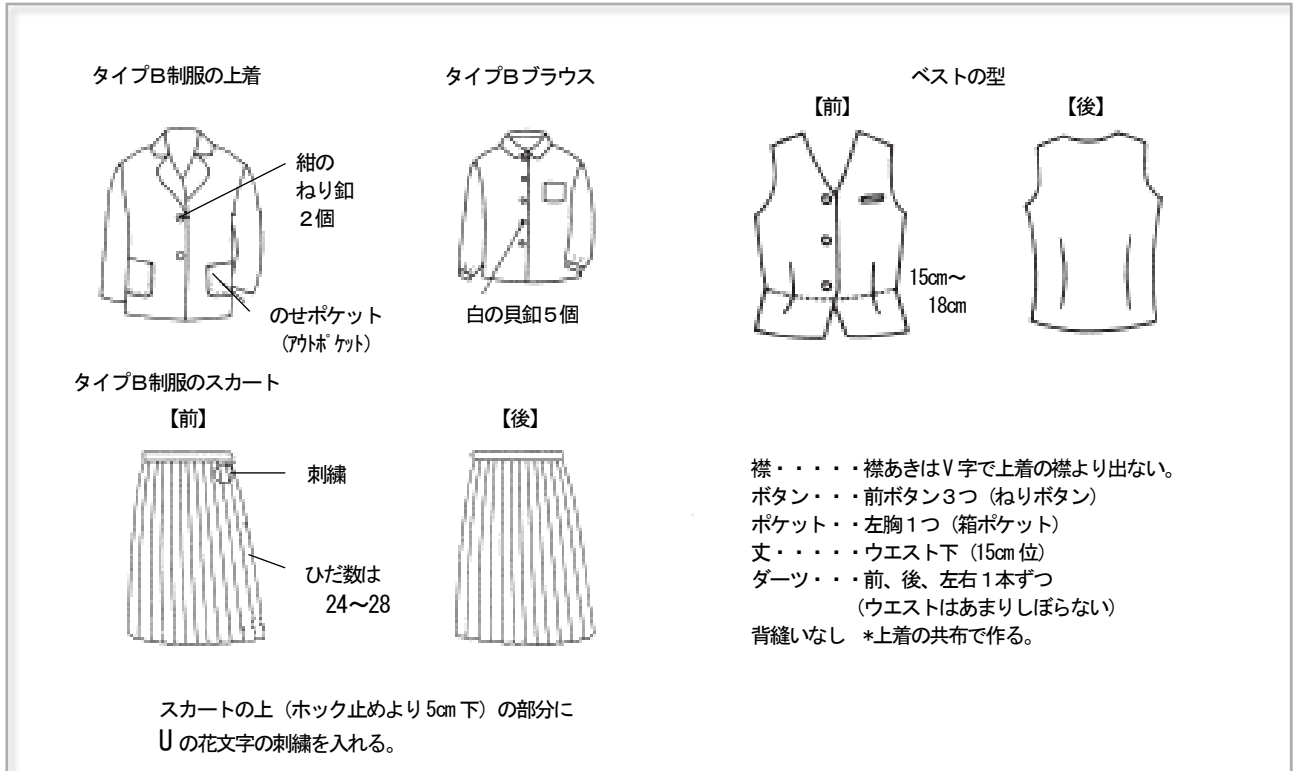 タイプB制服の上着
紺の
ねり釦
２個
のせポケット
(ｱｳﾄﾎﾟｹｯﾄ)
タイプBブラウス
白の貝釦５個
ベストの型
【前】
【後】
15cm～
18cm
タイプB制服のスカート
【前】
【後】
刺繍
ひだ数は
24～28
スカートの上（ホック止めより5cm下）の部分に
Uの花文字の刺繍を入れる。
襟・・・・・襟あきはV字で上着の襟より出ない。
ボタン・・・前ボタン３つ（ねりボタン）
ポケット・・左胸１つ（箱ポケット）
丈・・・・・ウエスト下（15cm位）
ダーツ・・・前、後、左右１本ずつ
（ウエストはあまりしぼらない）
背縫いなし　*上着の共布で作る。